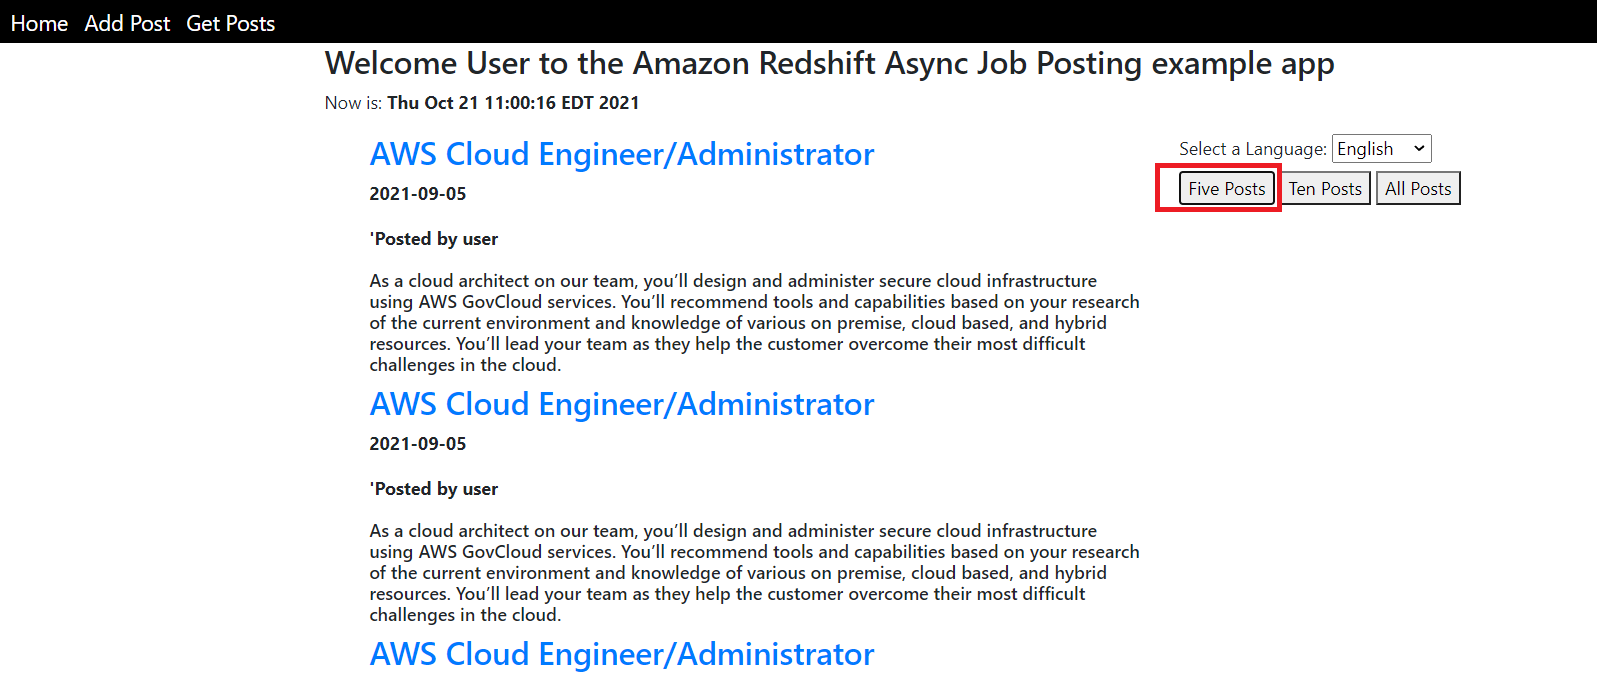 Home Add Post Get Posts
Welcome User to the Amazon Redshift Async Job Posting example app
Now is: Thu Oct 21 11:00:16 EDT 2021
AWS Cloud Engineer/Administrator
2021-09-05
'Posted by user
As a cloud architect on our team, you’ll design and administer secure cloud infrastructure
using AWS GovCloud services. You’ll recommend tools and capabilities based on your research
of the current environment and knowledge of various on premise, cloud based, and hybrid
resources. You’ll lead your team as they help the customer overcome their most difficult
challenges in the cloud.
AWS Cloud Engineer/Administrator
2021-09-05
'Posted by user
As a cloud architect on our team, you’ll design and administer secure cloud infrastructure
using AWS GovCloud services. You’ll recommend tools and capabilities based on your research
of the current environment and knowledge of various on premise, cloud based, and hybrid
resources. You’ll lead your team as they help the customer overcome their most difficult
challenges in the cloud.
AWS Cloud Engineer/Administrator
Select a Language: English
Five Posts Ten Posts All Posts